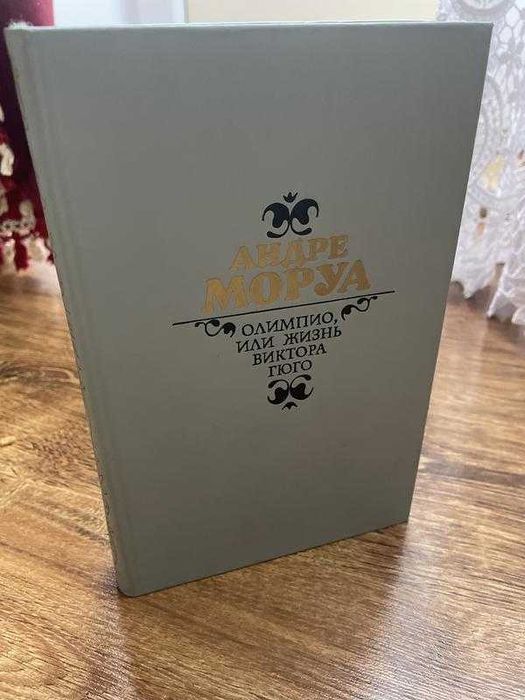 АНДРЕ
МОРУА
ОЛИМПИО,
ИЛИ ЖИЗНЬ
ВИКТОРА
ГЮГО